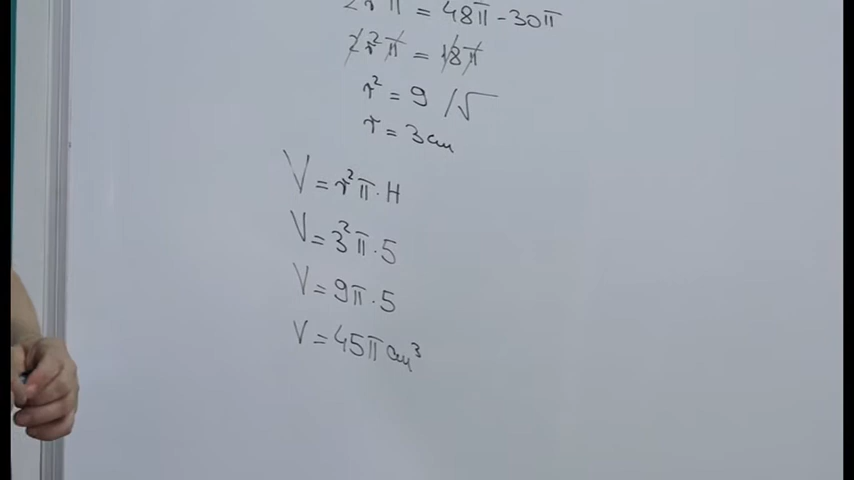 2r²π = 48π - 30π
2r²π = 18π
r² = 9 /√
r = 3cm
V = r²π · H
V = 3²π · 5
V = 9π · 5
V = 45π cm³